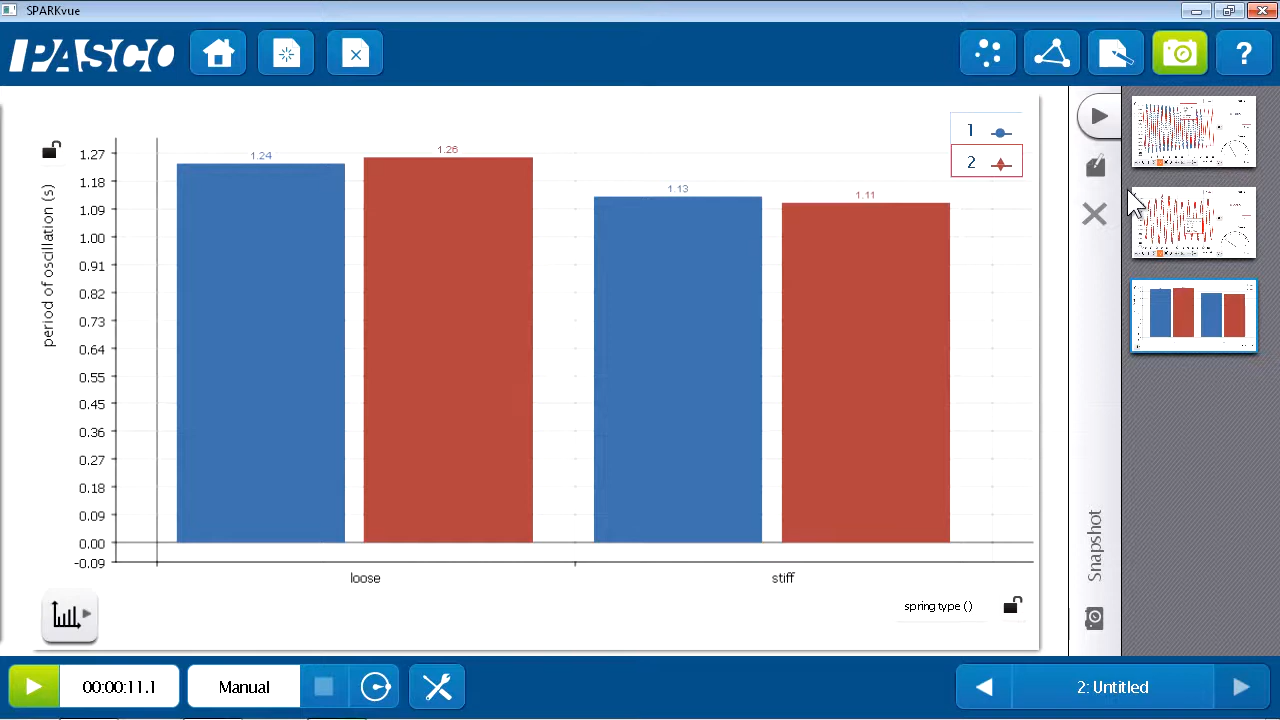 SPARKvue
PASCO
?
1
2
1.27
1.18
1.09
1.00
0.91
0.82
0.73
0.64
0.55
0.45
0.36
0.27
0.18
0.09
0.00
-0.09
period of oscillation (s)
1.24
1.26
1.13
1.11
loose
stiff
spring type ()
Snapshot
00:00:11.1
Manual
2: Untitled